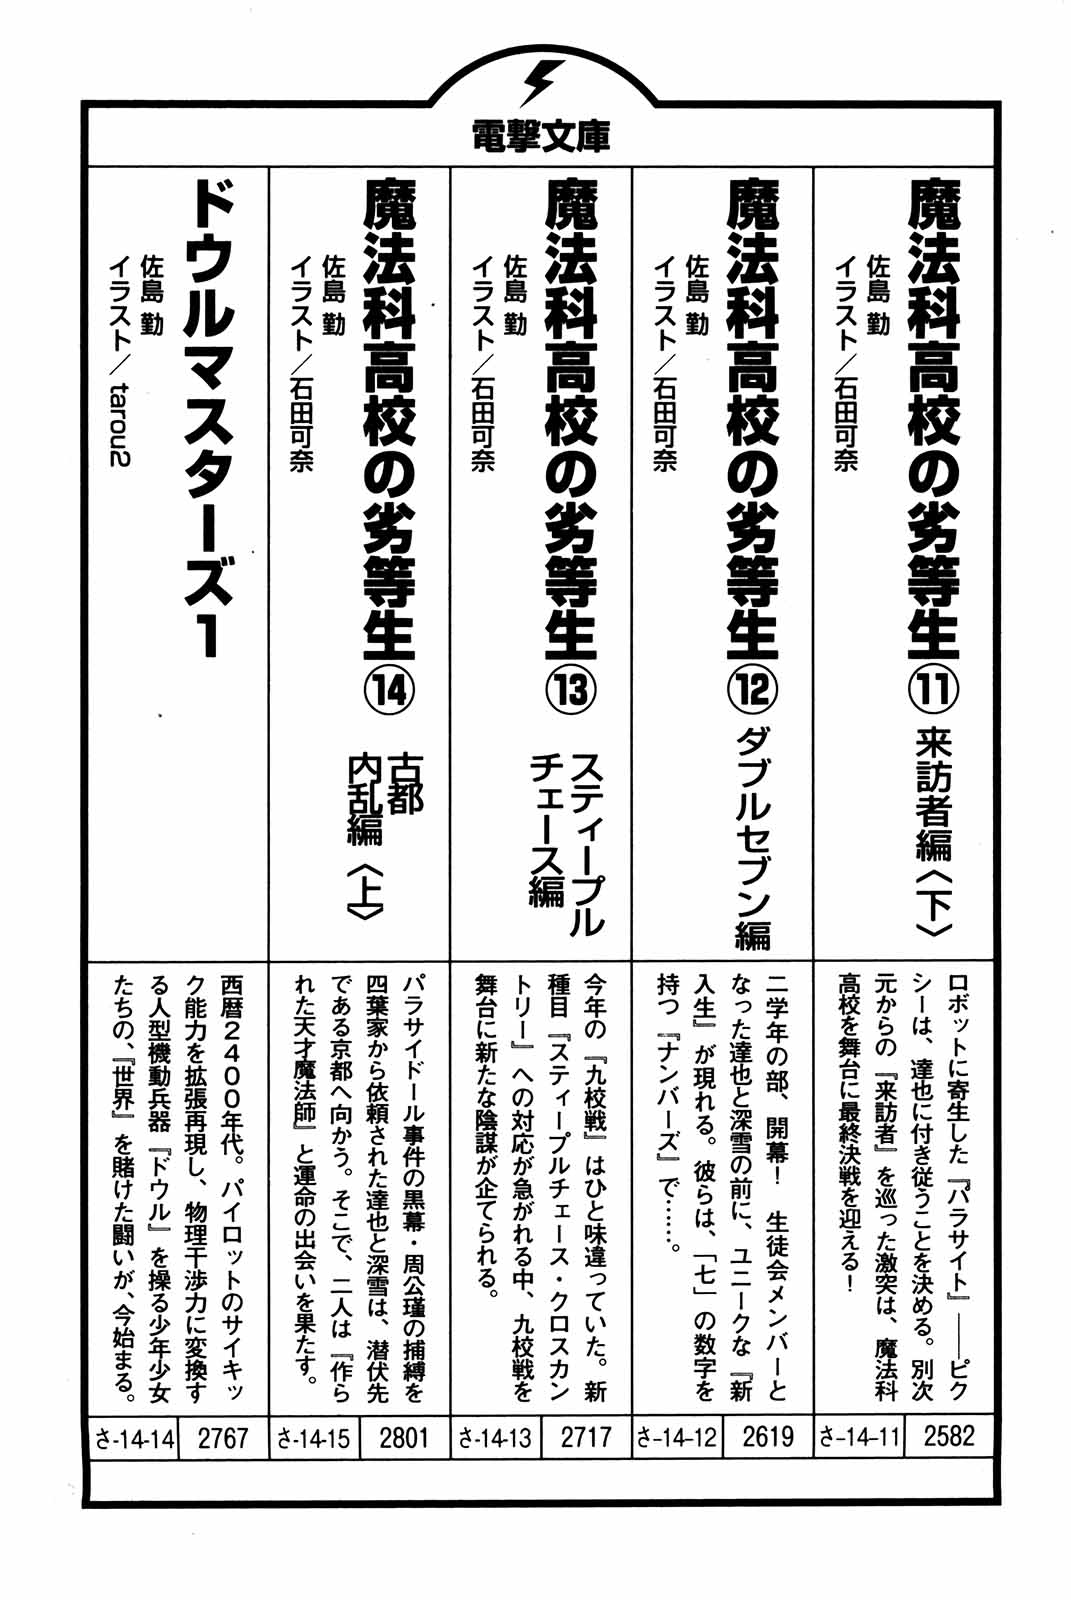 電撃文庫
魔法科高校の劣等生⑪ 来訪者編〈下〉
佐島 勤
イラスト／石田可奈
ロボットに寄生した『パラサイト』――ピク
シーは、達也に付き従うことを決める。別次
元からの『来訪者』を巡った激突は、魔法科
高校を舞台に最終決戦を迎える！
さ-14-11
2582
魔法科高校の劣等生⑫ ダブルセブン編
佐島 勤
イラスト／石田可奈
二学年の部、開幕！　生徒会メンバーと
なった達也と深雪の前に、ユニークな『新
入生』が現れる。彼らは、「七」の数字を
持つ『ナンバーズ』で……。
さ-14-12
2619
魔法科高校の劣等生⑬
スティープル
チェース編
佐島 勤
イラスト／石田可奈
今年の『九校戦』はひと味違っていた。新
種目『スティープルチェース・クロスカン
トリー』への対応が急がれる中、九校戦を
舞台に新たな陰謀が企てられる。
さ-14-13
2717
魔法科高校の劣等生⑭
古都
内乱編〈上〉
佐島 勤
イラスト／石田可奈
パラサイドール事件の黒幕・周公瑾の捕縛を
四葉家から依頼された達也と深雪は、潜伏先
である京都へ向かう。そこで、二人は『作ら
れた天才魔法師』と運命の出会いを果たす。
さ-14-15
2801
ドウルマスターズ1
佐島 勤
イラスト／tarou2
西暦２４００年代。パイロットのサイキッ
ク能力を拡張再現し、物理干渉力に変換す
る人型機動兵器『ドウル』を操る少年少女
たちの、『世界』を賭けた闘いが、今始まる。
さ-14-14
2767